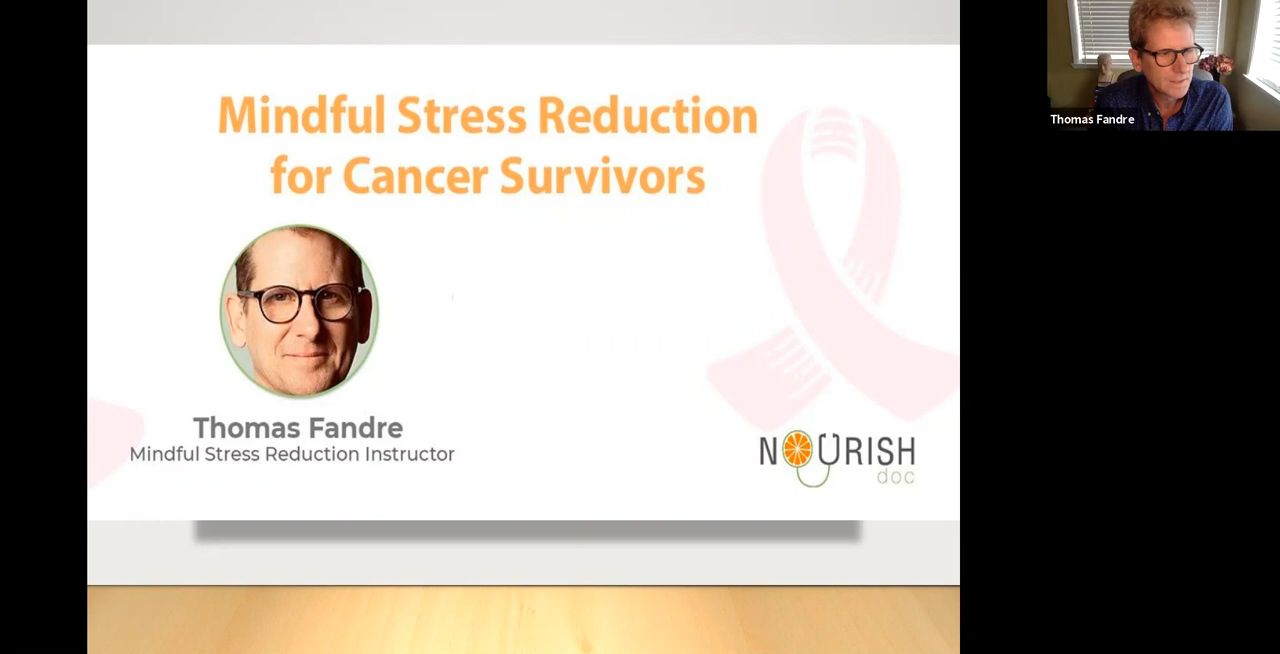 Mindful Stress Reduction
for Cancer Survivors
Thomas Fandre
Mindful Stress Reduction Instructor
NOURISH
doc
Thomas Fandre